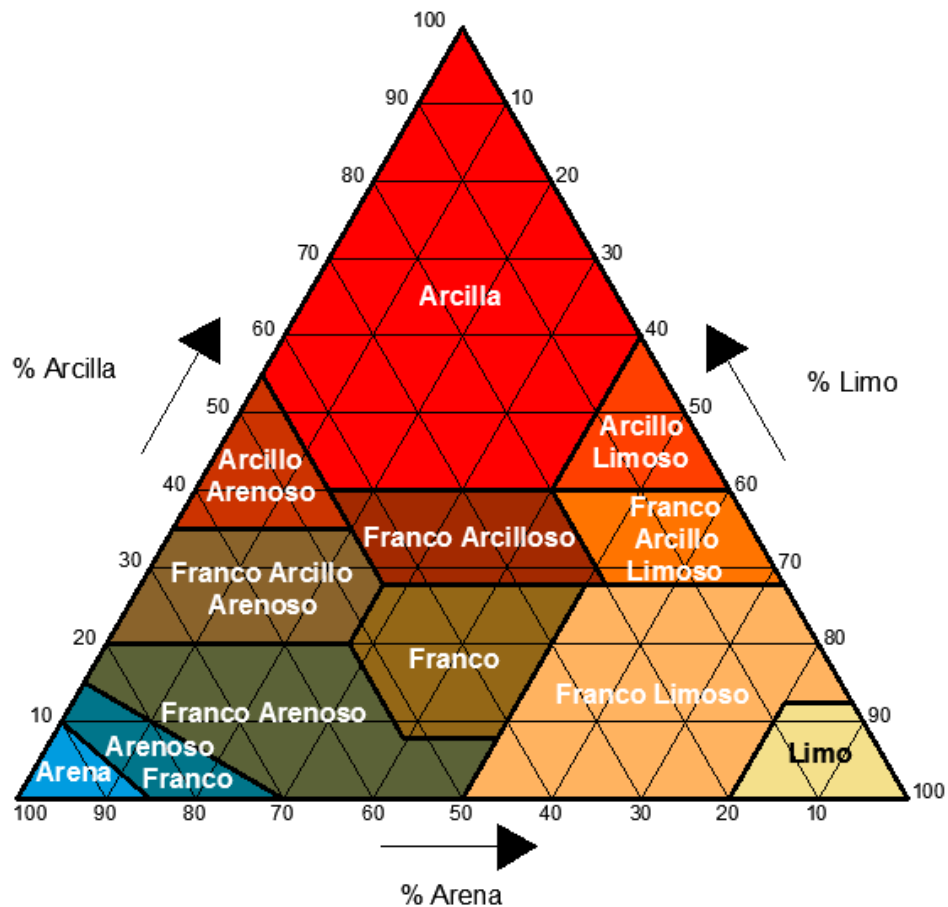 100
90 10
80 20
70 30
Arcilla
60 40
% Arcilla
% Limo
50 50
Arcillo
Limoso
Arcillo
Arenoso
40 60
Franco
Arcillo
Limoso
Franco Arcilloso
30 70
Franco Arcillo
Arenoso
20 80
Franco
Franco Limoso
Franco Arenoso
10 90
Arenoso
Franco
Arena
Limo
100 90 80 70 60 50 40 30 20 10 100
% Arena